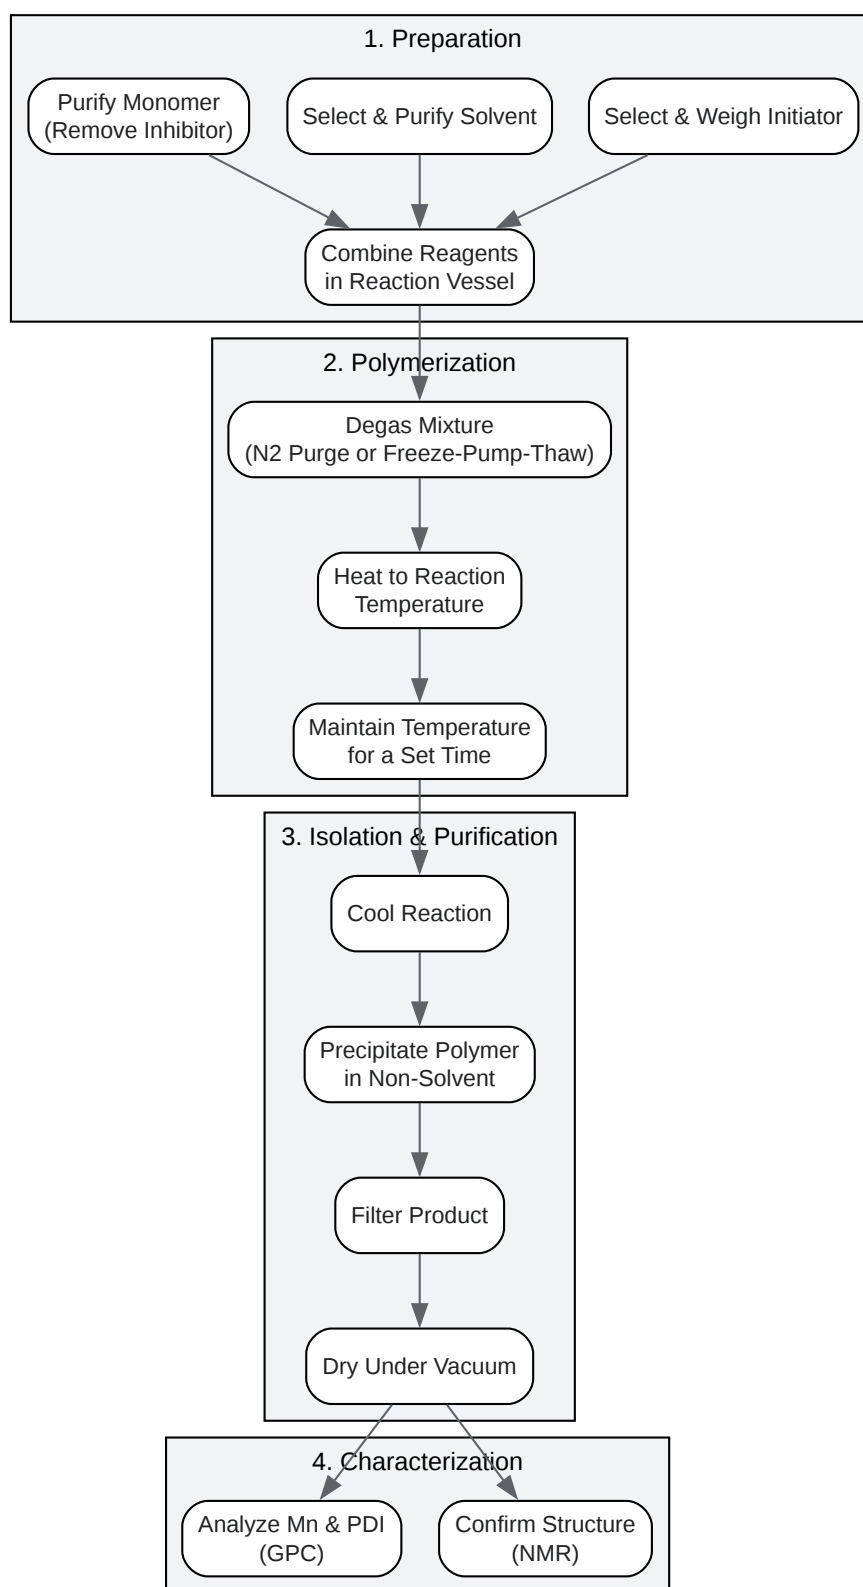 1. Preparation
Purify Monomer
(Remove Inhibitor)
Select & Purify Solvent
Select & Weigh Initiator
Combine Reagents
in Reaction Vessel
2. Polymerization
Degas Mixture
(N2 Purge or Freeze-Pump-Thaw)
Heat to Reaction
Temperature
Maintain Temperature
for a Set Time
3. Isolation & Purification
Cool Reaction
Precipitate Polymer
in Non-Solvent
Filter Product
Dry Under Vacuum
4. Characterization
Analyze Mn & PDI
(GPC)
Confirm Structure
(NMR)